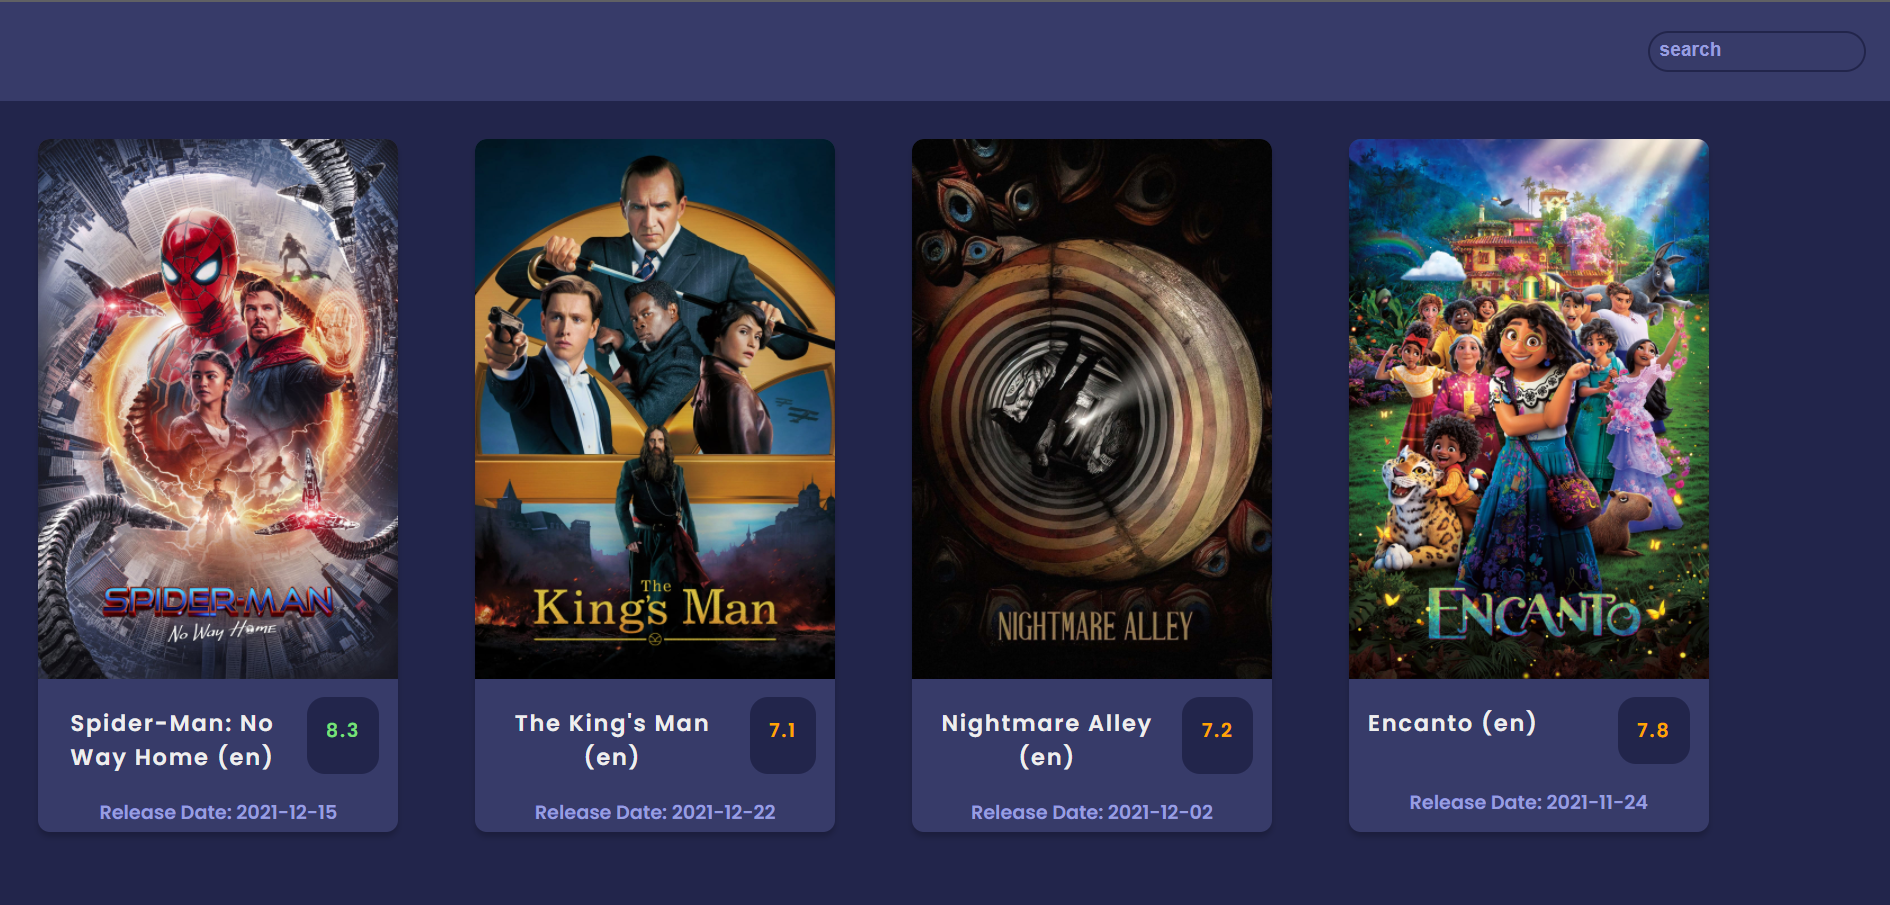 search
SPIDER-MAN
No Way Home
The
King's Man
NIGHTMARE ALLEY
ENCANTO
Spider-Man: No
Way Home (en)
8.3
Release Date: 2021-12-15
The King's Man
(en)
7.1
Release Date: 2021-12-22
Nightmare Alley
(en)
7.2
Release Date: 2021-12-02
Encanto (en)
7.8
Release Date: 2021-11-24